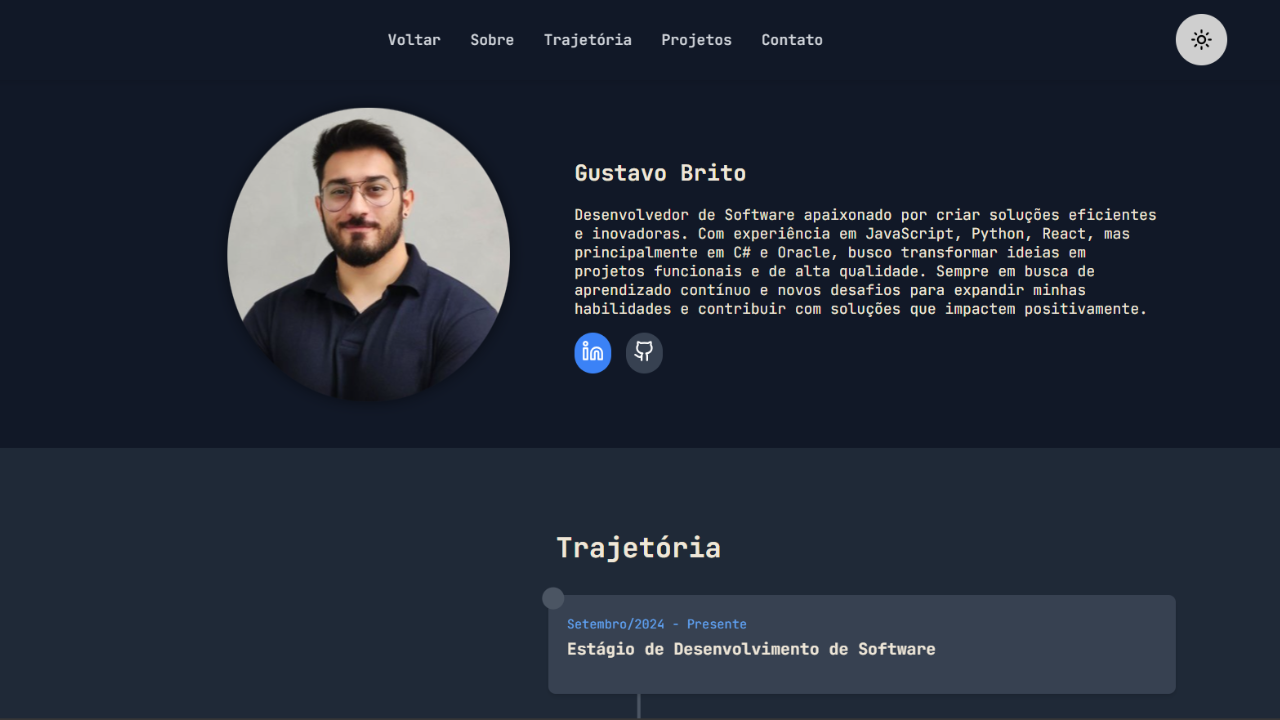 Voltar Sobre Trajetória Projetos Contato
Gustavo Brito
Desenvolvedor de Software apaixonado por criar soluções eficientes
e inovadoras. Com experiência em JavaScript, Python, React, mas
principalmente em C# e Oracle, busco transformar ideias em
projetos funcionais e de alta qualidade. Sempre em busca de
aprendizado contínuo e novos desafios para expandir minhas
habilidades e contribuir com soluções que impactem positivamente.
in
Trajetória
Setembro/2024 - Presente
Estágio de Desenvolvimento de Software